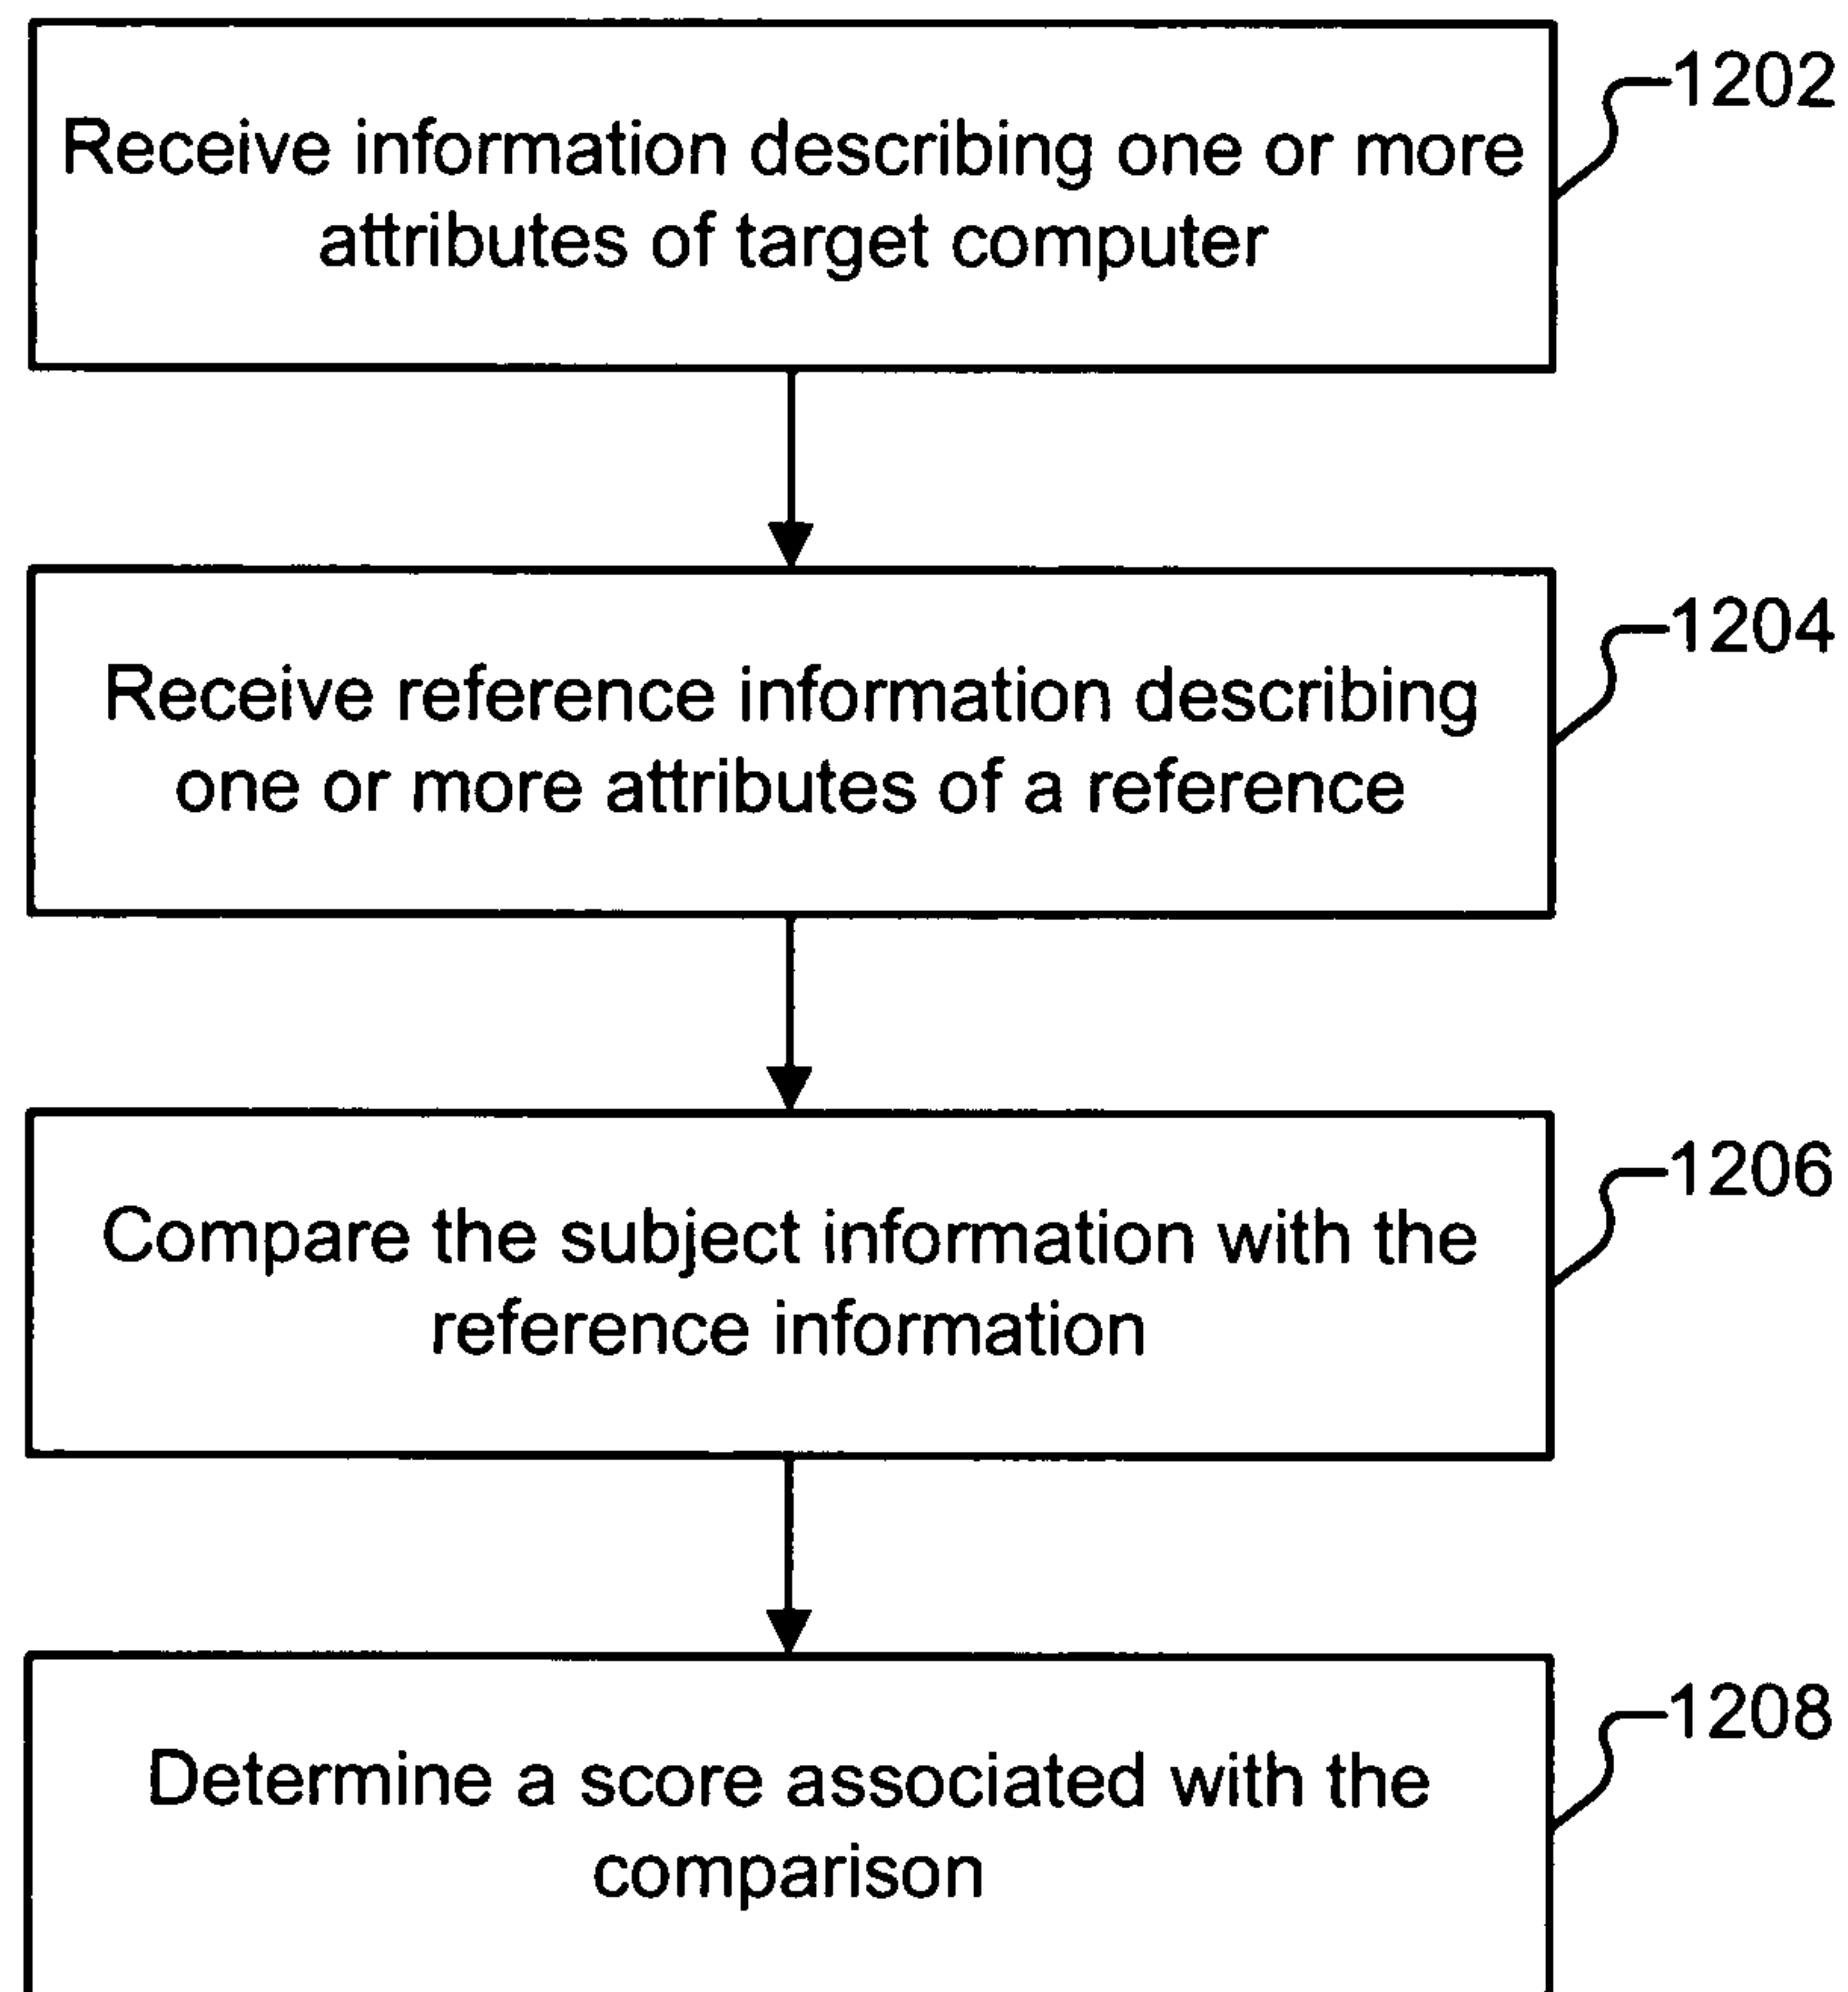 1202
Receive information describing one or more
attributes of target computer
1204
Receive reference information describing
one or more attributes of a reference
1206
Compare the subject information with the
reference information
1208
Determine a score associated with the
comparison